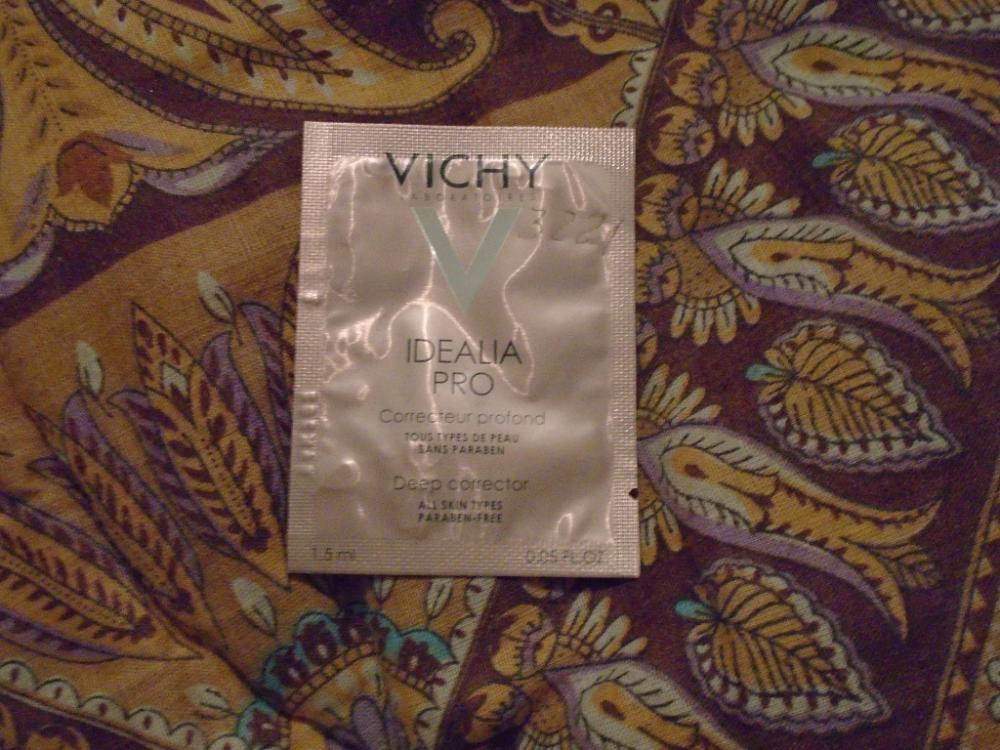 VICHY
LABORATOIRES
V
IDEALIA
PRO
Correcteur profond
TOUS TYPES DE PEAU
SANS PARABEN
Deep corrector
ALL SKIN TYPES
PARABEN-FREE
1.5 ml 0.05 FL.OZ.